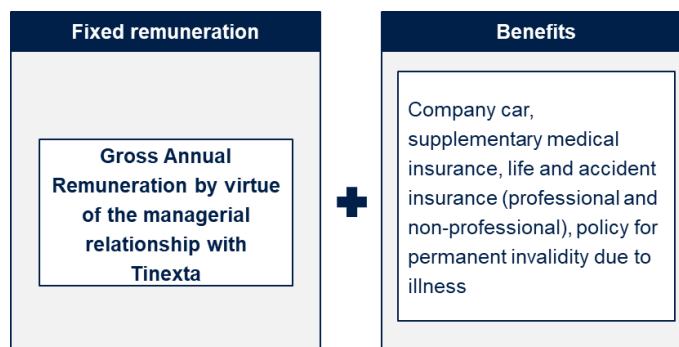 Fixed remuneration
Gross Annual
Remuneration by virtue
of the managerial
relationship with
Tinexta
Benefits
Company car,
supplementary medical
insurance, life and accident
insurance (professional and
non-professional), policy for
permanent invalidity due to
illness